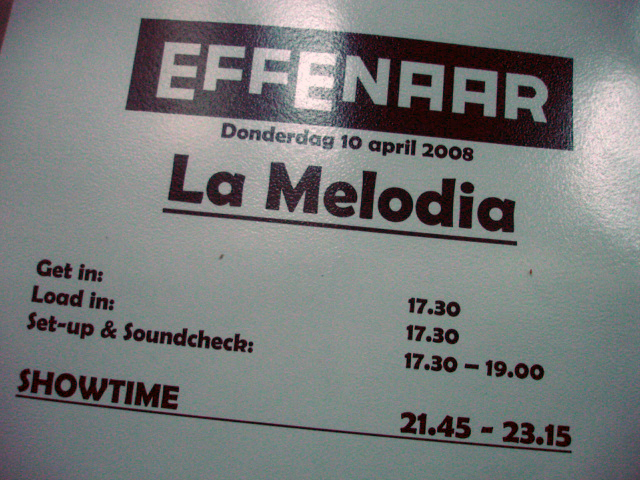 EFFENAAR
Donderdag 10 april 2008
La Melodia
Get in: 17.30
Load in: 17.30
Set-up & Soundcheck: 17.30 – 19.00
SHOWTIME 21.45 - 23.15